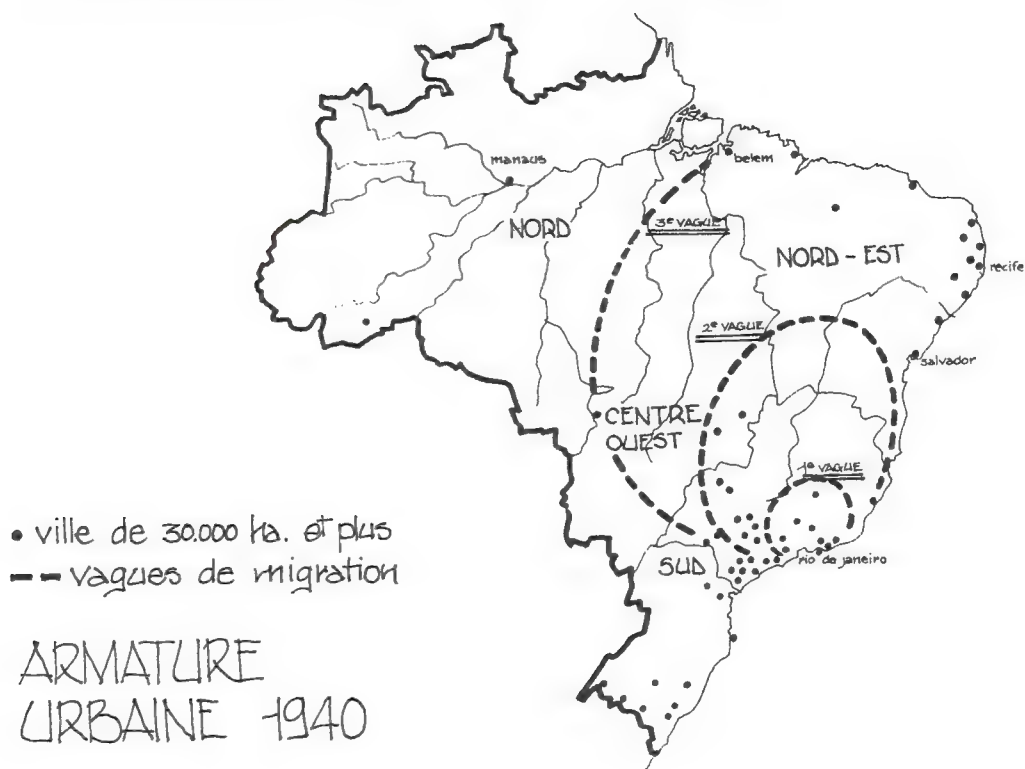 manaus
belem
NORD
3e VAGUE
NORD - EST
recife
2e VAGUE
salvador
CENTRE
OUEST
1e VAGUE
• ville de 30.000 ha. et plus
-- vagues de migration
SUD
rio de janeiro
ARMATURE
URBAINE 1940